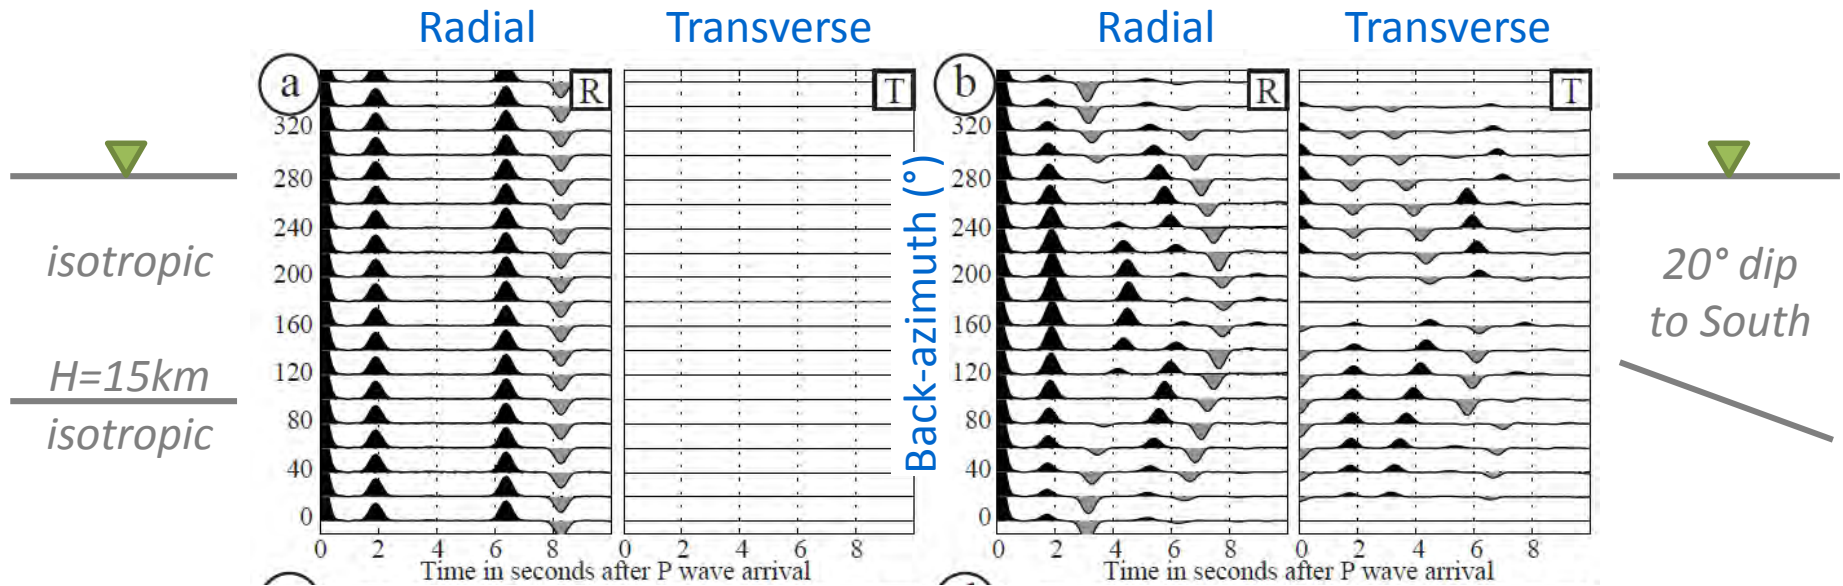 Radial
Transverse
Radial
Transverse
a
R
T
b
R
T
320
280
240
200
160
120
80
40
0
0 2 4 6 8
0 2 4 6 8
Time in seconds after P wave arrival
isotropic
H=15km
isotropic
Back-azimuth (°)
320
280
240
200
160
120
80
40
0
0 2 4 6 8
0 2 4 6 8
Time in seconds after P wave arrival
20° dip
to South